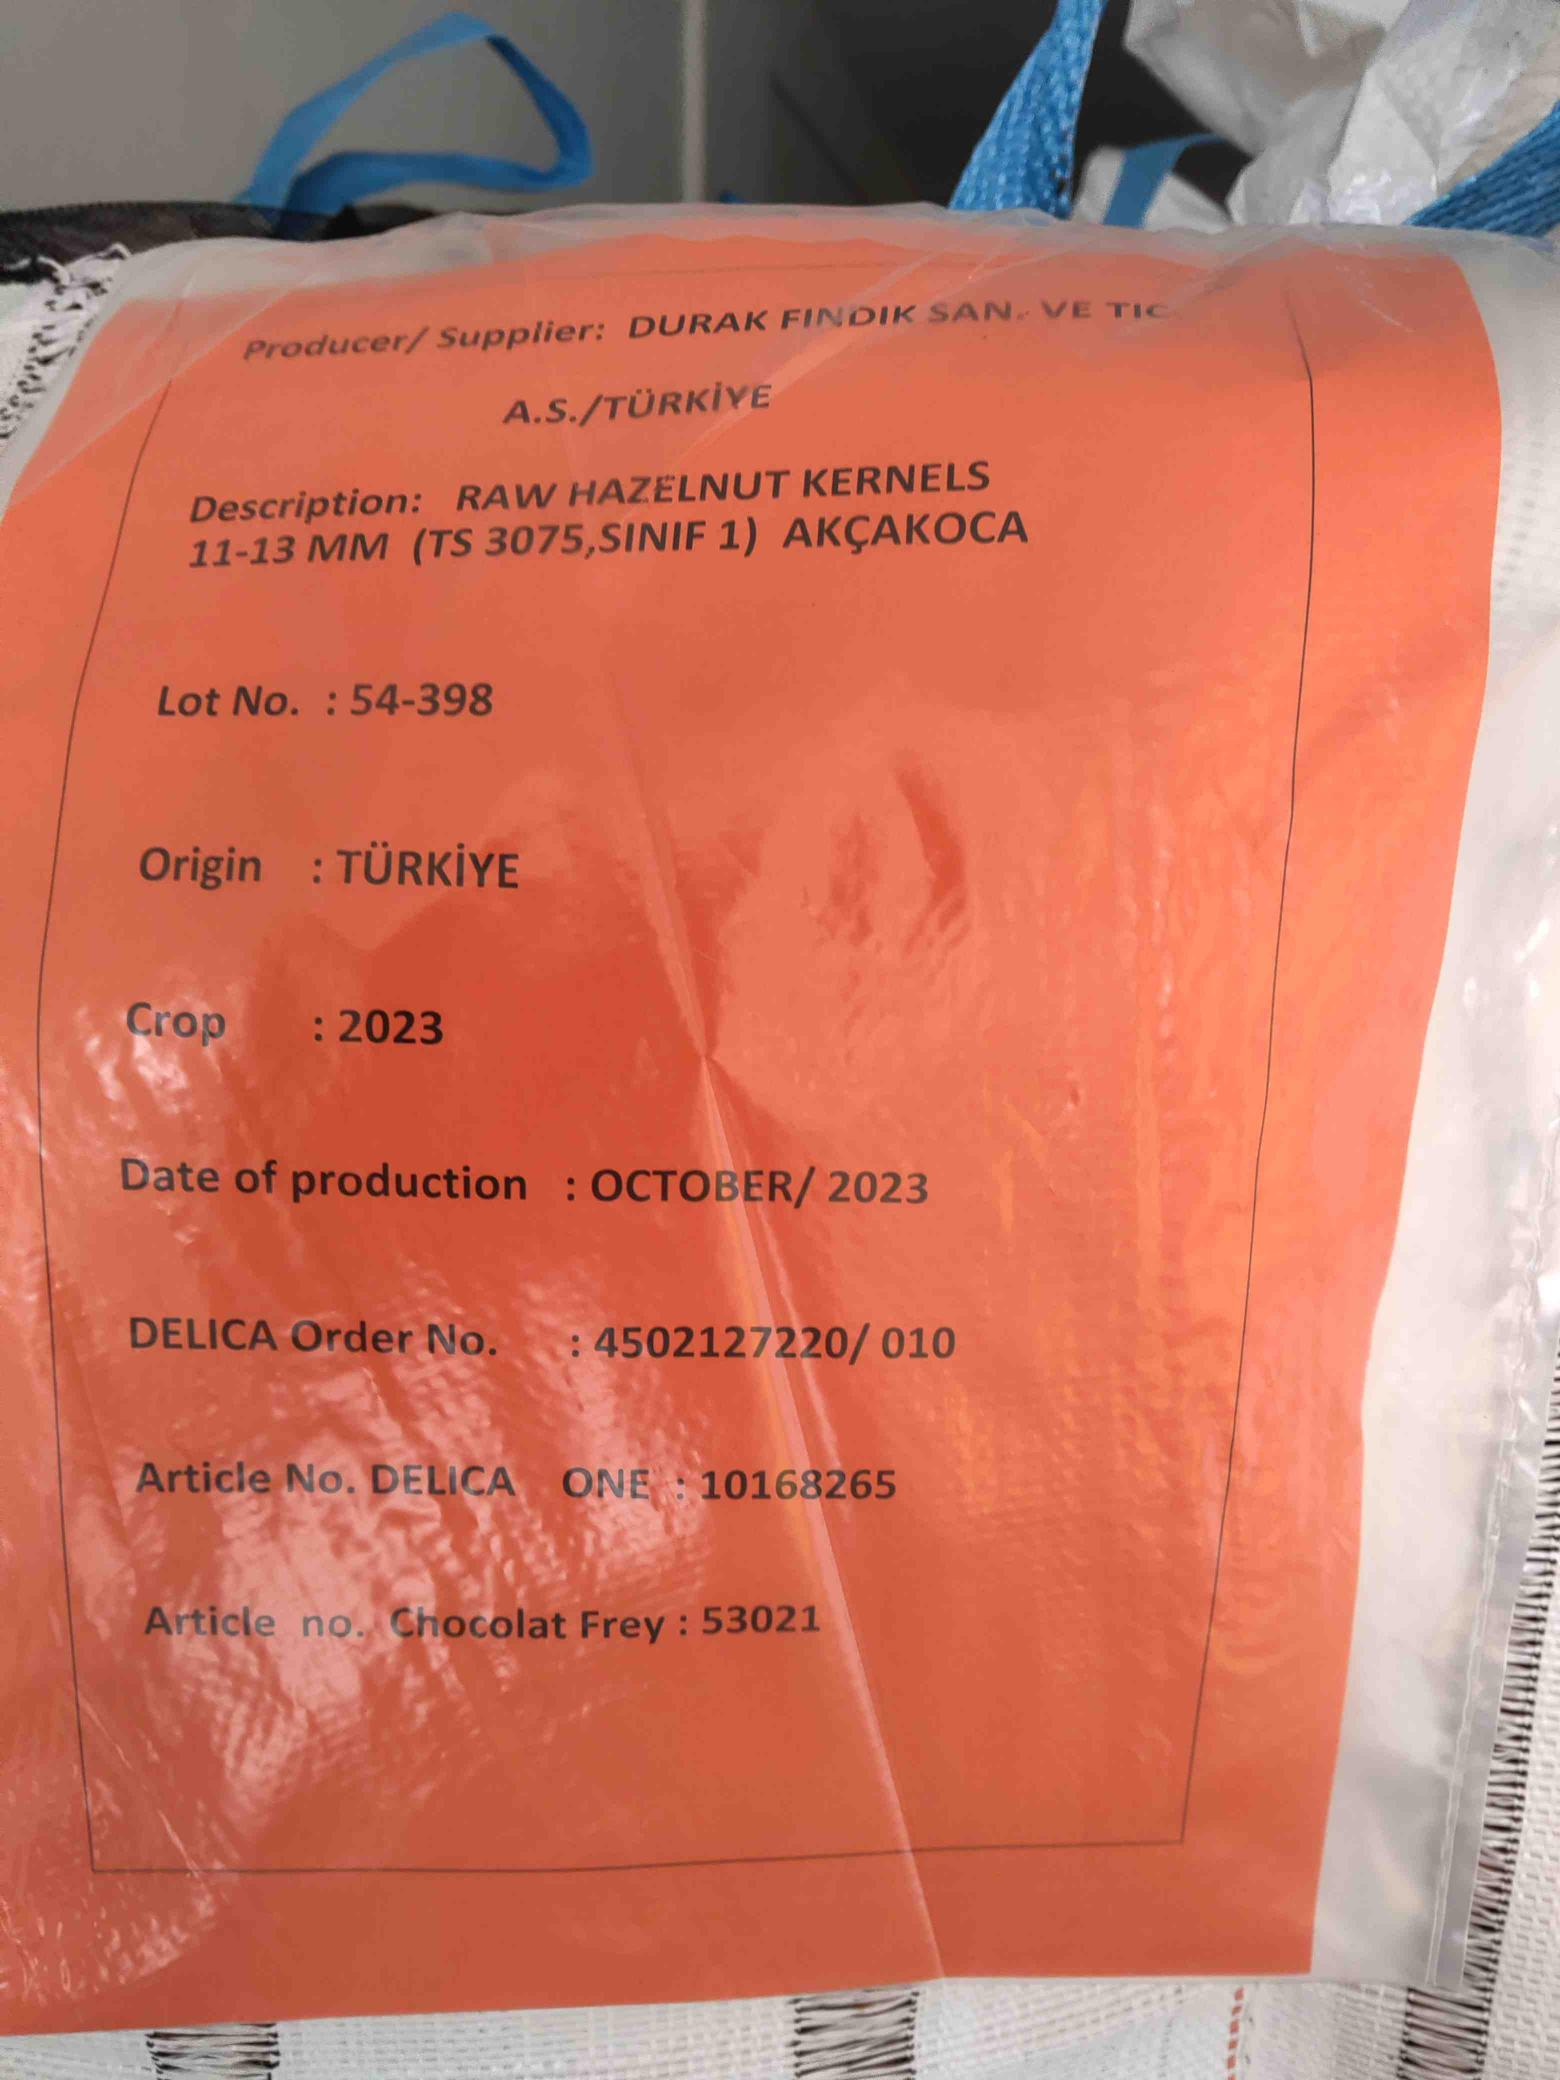 Producer/ Supplier: DURAK FINDIK SAN. VE TIC
A.S./TÜRKİYE
Description: RAW HAZELNUT KERNELS
11-13 MM (TS 3075,SINIF 1) AKÇAKOCA
Lot No. : 54-398
Origin : TÜRKİYE
Crop : 2023
Date of production : OCTOBER/ 2023
DELICA Order No. : 4502127220/ 010
Article No. DELICA ONE : 10168265
Article no. Chocolat Frey : 53021